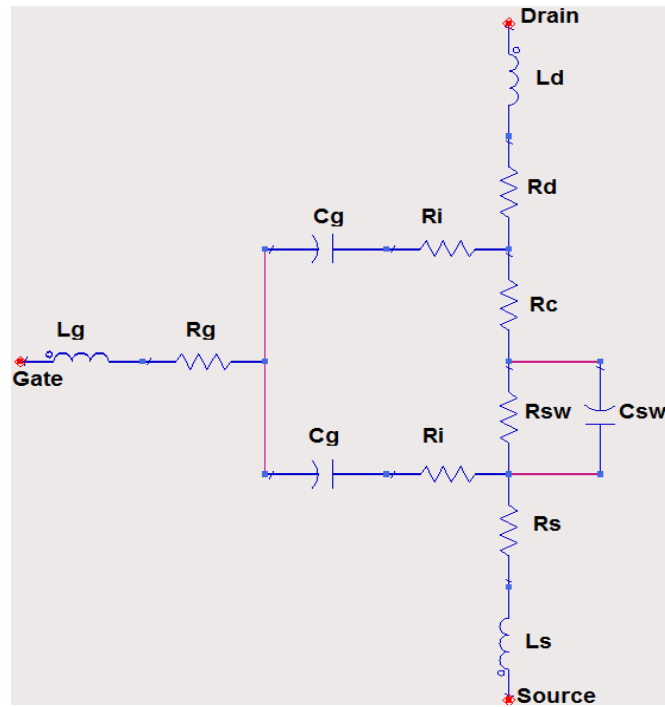 Drain
Ld
Rd
Cg Ri
Rc
Lg Rg
Gate
Rsw Csw
Cg Ri
Rs
Ls
Source